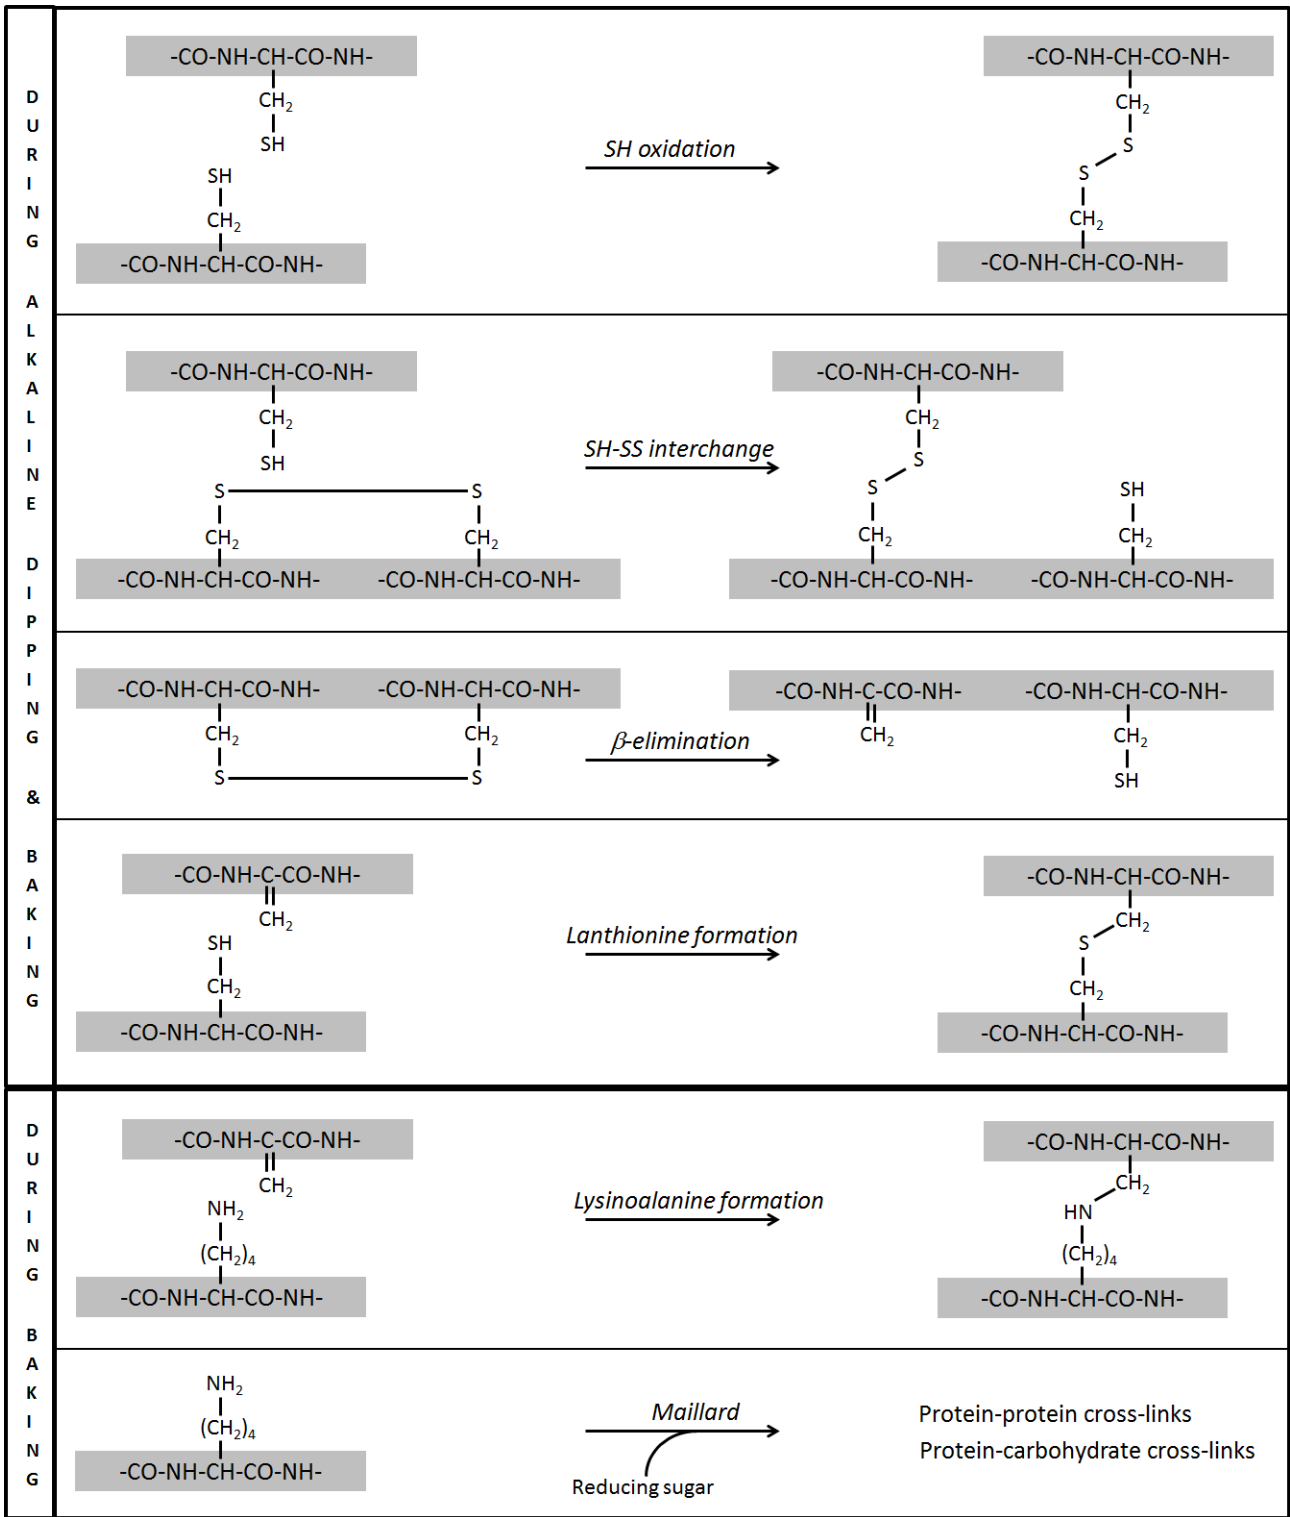 DURING ALKALINE DIPPING & BAKING
-CO-NH-CH-CO-NH-
CH₂
SH
SH
CH₂
-CO-NH-CH-CO-NH-
SH oxidation
-CO-NH-CH-CO-NH-
CH₂
S
S
CH₂
-CO-NH-CH-CO-NH-
-CO-NH-CH-CO-NH-
CH₂
SH
S S
CH₂ CH₂
-CO-NH-CH-CO-NH- -CO-NH-CH-CO-NH-
SH-SS interchange
-CO-NH-CH-CO-NH-
CH₂
S
S SH
CH₂ CH₂
-CO-NH-CH-CO-NH- -CO-NH-CH-CO-NH-
-CO-NH-CH-CO-NH- -CO-NH-CH-CO-NH-
CH₂ CH₂
S S
β-elimination
-CO-NH-C-CO-NH- -CO-NH-CH-CO-NH-
CH₂ CH₂
SH
-CO-NH-C-CO-NH-
CH₂
SH
CH₂
-CO-NH-CH-CO-NH-
Lanthionine formation
-CO-NH-CH-CO-NH-
CH₂
S
CH₂
-CO-NH-CH-CO-NH-
DURING BAKING
-CO-NH-C-CO-NH-
CH₂
NH₂
(CH₂)₄
-CO-NH-CH-CO-NH-
Lysinoalanine formation
-CO-NH-CH-CO-NH-
CH₂
HN
(CH₂)₄
-CO-NH-CH-CO-NH-
NH₂
(CH₂)₄
-CO-NH-CH-CO-NH-
Maillard
Reducing sugar
Protein-protein cross-links
Protein-carbohydrate cross-links